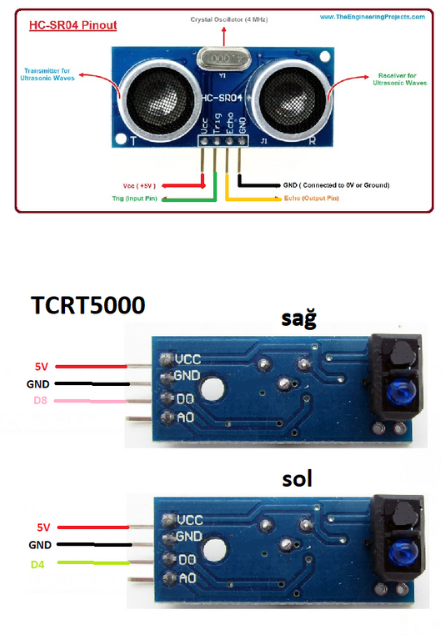 www.TheEngineeringProjects.com
HC-SR04 Pinout
Crystal Oscillator (4 MHz)
Transmitter for
Ultrasonic Waves
Receiver for
Ultrasonic Waves
Y1
HC-SR04
Vcc
Trig
Echo
GND
T
J1
R
Vcc ( +5V )
GND ( Connected to 0V or Ground)
Trig (Input Pin)
Echo (Output Pin)
TCRT5000
sağ
5V
GND
D8
VCC
GND
DO
AO
sol
5V
GND
D4
VCC
GND
DO
AO